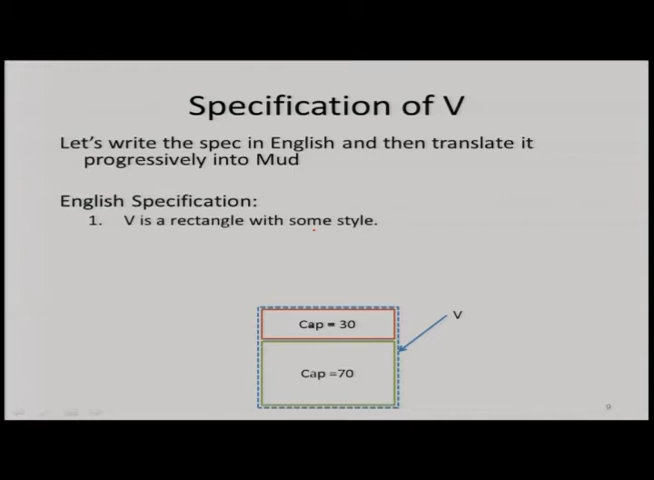 Specification of V
Let's write the spec in English and then translate it
progressively into Mud
English Specification:
1. V is a rectangle with some style.
Cap = 30
V
Cap =70
9